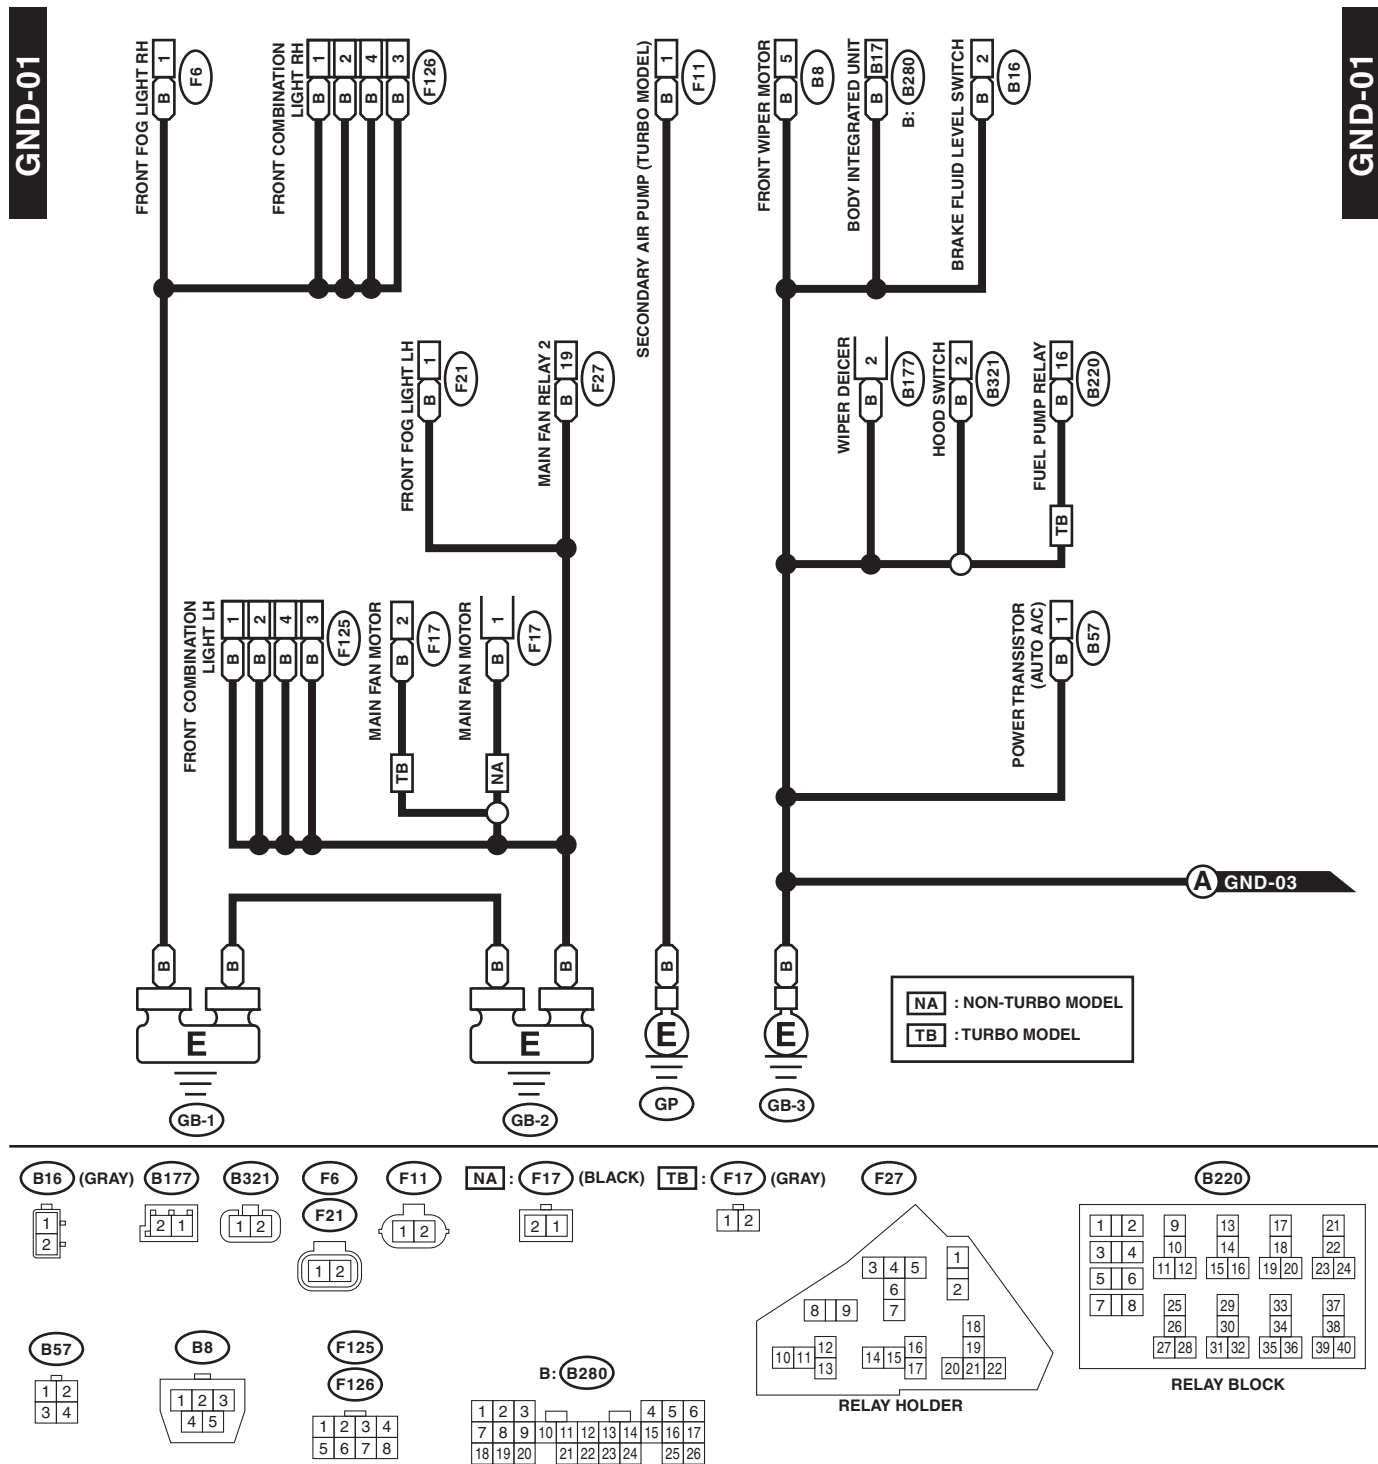 GND-01
GND-01
FRONT FOG LIGHT RH
1
B
F6
FRONT COMBINATION
LIGHT RH
1 2 4 3
B B B B
F126
SECONDARY AIR PUMP (TURBO MODEL)
1
B
F11
FRONT WIPER MOTOR
5
B
B8
BODY INTEGRATED UNIT
B17
B
B: B280
BRAKE FLUID LEVEL SWITCH
2
B
B16
FRONT FOG LIGHT LH
1
B
F21
MAIN FAN RELAY 2
19
B
F27
WIPER DEICER
2
B
B177
HOOD SWITCH
2
B
B321
FUEL PUMP RELAY
16
B
B220
TB
FRONT COMBINATION
LIGHT LH
1 2 4 3
B B B B
F125
MAIN FAN MOTOR
2
B
F17
TB
MAIN FAN MOTOR
1
B
F17
NA
POWER TRANSISTOR
(AUTO A/C)
1
B
B57
A GND-03
B B B B B B
E E E E
GB-1 GB-2 GP GB-3
NA : NON-TURBO MODEL
TB : TURBO MODEL
B16 (GRAY)
1
2
B177
2 1
B321
1 2
F6
F21
1 2
F11
1 2
NA : F17 (BLACK)
2 1
TB : F17 (GRAY)
1 2
F27
3 4 5
6
7
1
2
8 9
10 11 12
13
14 15 16
17
18
19
20 21 22
RELAY HOLDER
B220
1 2 9 13 17 21
3 4 10 14 18 22
5 6 11 12 15 16 19 20 23 24
7 8 25 29 33 37
26 30 34 38
27 28 31 32 35 36 39 40
RELAY BLOCK
B57
1 2
3 4
B8
1 2 3
4 5
F125
F126
1 2 3 4
5 6 7 8
B: B280
1 2 3 4 5 6
7 8 9 10 11 12 13 14 15 16 17
18 19 20 21 22 23 24 25 26